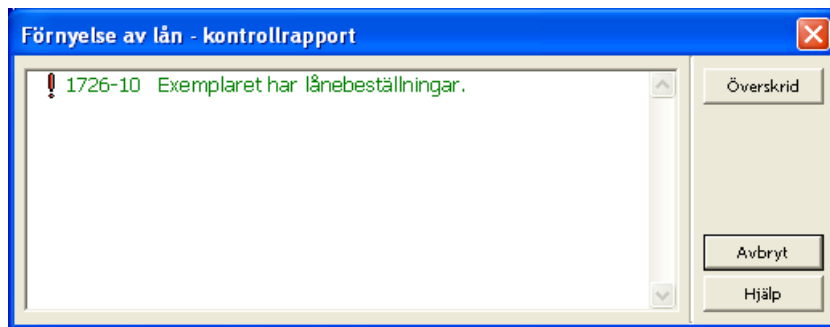 Förnyelse av lån - kontrollrapport
1726-10 Exemplaret har lånebeställningar.
Överskrid
Avbryt
Hjälp